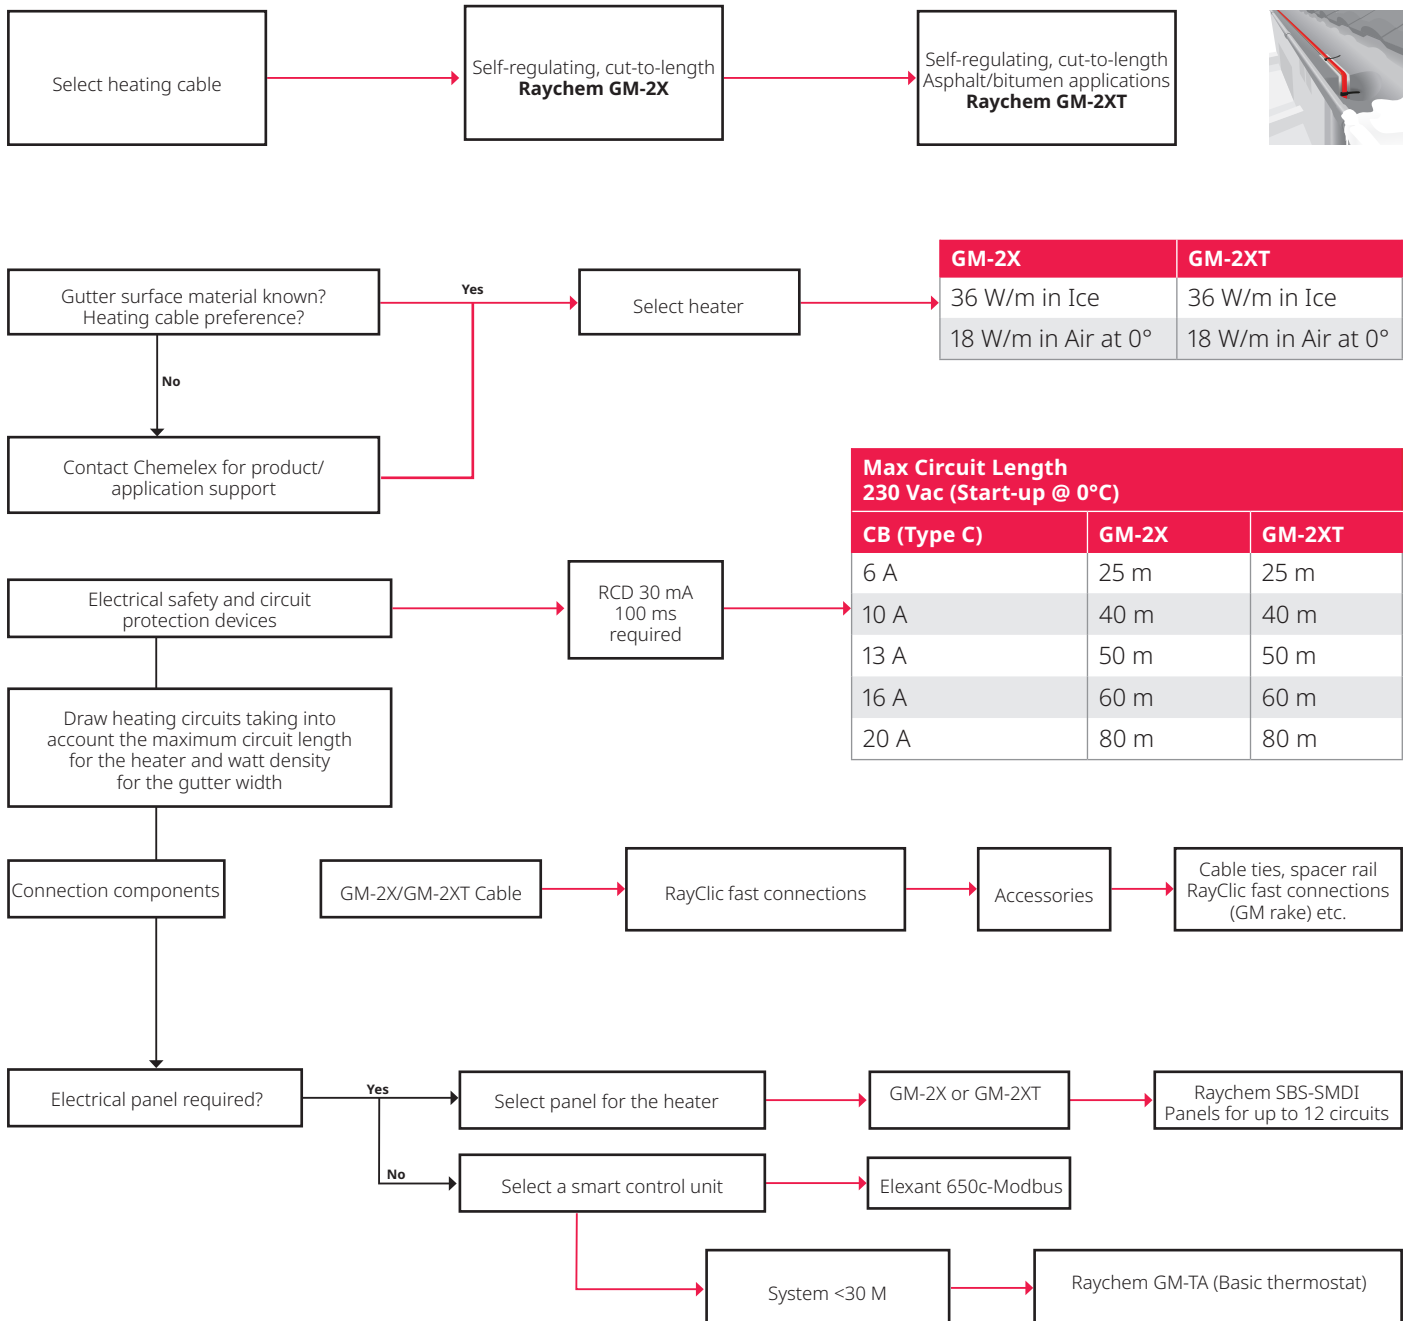 Select heating cable
Self-regulating, cut-to-length
Raychem GM-2X
Self-regulating, cut-to-length
Asphalt/bitumen applications
Raychem GM-2XT
Gutter surface material known?
Heating cable preference?
Yes
No
Select heater
GM-2X GM-2XT
36 W/m in Ice 36 W/m in Ice
18 W/m in Air at 0° 18 W/m in Air at 0°
Contact Chemelex for product/
application support
Max Circuit Length
230 Vac (Start-up @ 0°C)
CB (Type C) GM-2X GM-2XT
6 A 25 m 25 m
10 A 40 m 40 m
13 A 50 m 50 m
16 A 60 m 60 m
20 A 80 m 80 m
Electrical safety and circuit
protection devices
RCD 30 mA
100 ms
required
Draw heating circuits taking into
account the maximum circuit length
for the heater and watt density
for the gutter width
Connection components
GM-2X/GM-2XT Cable
RayClic fast connections
Accessories
Cable ties, spacer rail
RayClic fast connections
(GM rake) etc.
Electrical panel required?
Yes
No
Select panel for the heater
GM-2X or GM-2XT
Raychem SBS-SMDI
Panels for up to 12 circuits
Select a smart control unit
Elexant 650c-Modbus
System <30 M
Raychem GM-TA (Basic thermostat)